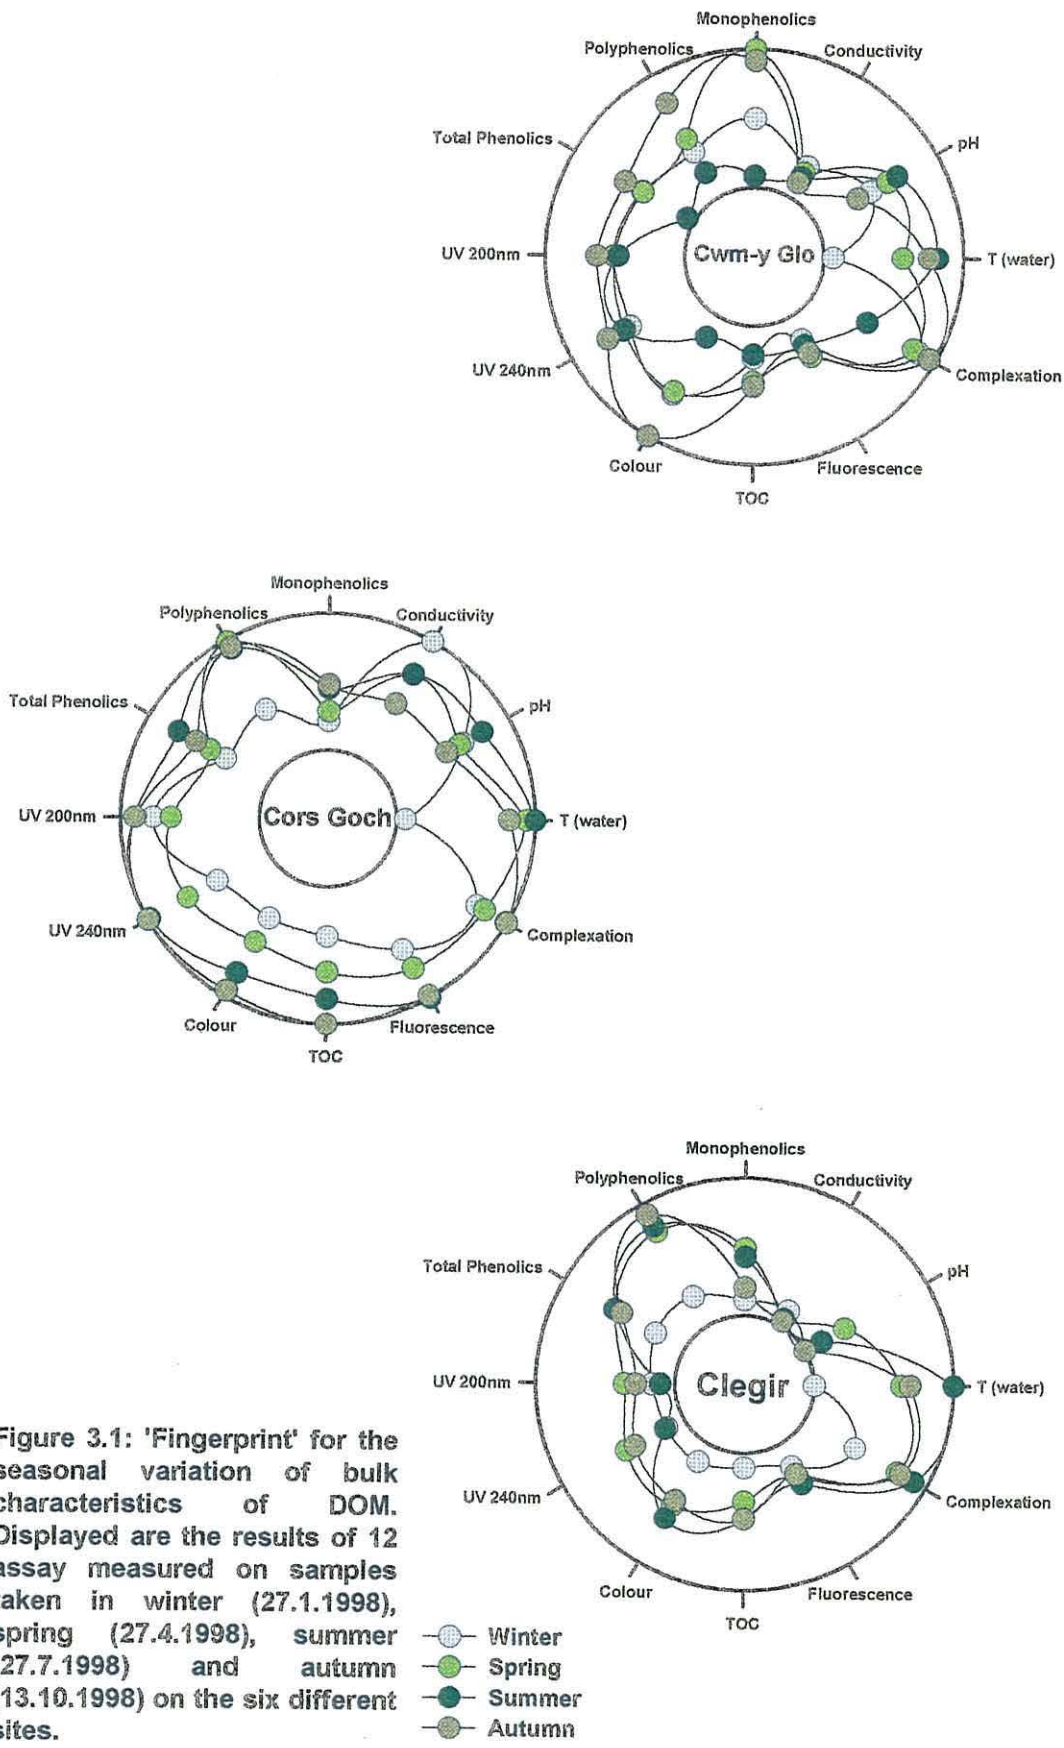 Monophenolics
Polyphenolics
Conductivity
Total Phenolics
pH
UV 200nm
Cwm-y Glo
T (water)
UV 240nm
Complexation
Colour
Fluorescence
TOC
Monophenolics
Polyphenolics
Conductivity
Total Phenolics
pH
UV 200nm
Cors Goch
T (water)
UV 240nm
Complexation
Colour
Fluorescence
TOC
Monophenolics
Polyphenolics
Conductivity
Total Phenolics
pH
UV 200nm
Clegir
T (water)
UV 240nm
Complexation
Colour
Fluorescence
TOC
Figure 3.1: 'Fingerprint' for the
seasonal variation of bulk
characteristics of DOM.
Displayed are the results of 12
assay measured on samples
taken in winter (27.1.1998),
spring (27.4.1998), summer
(27.7.1998) and autumn
(13.10.1998) on the six different
sites.
Winter
Spring
Summer
Autumn